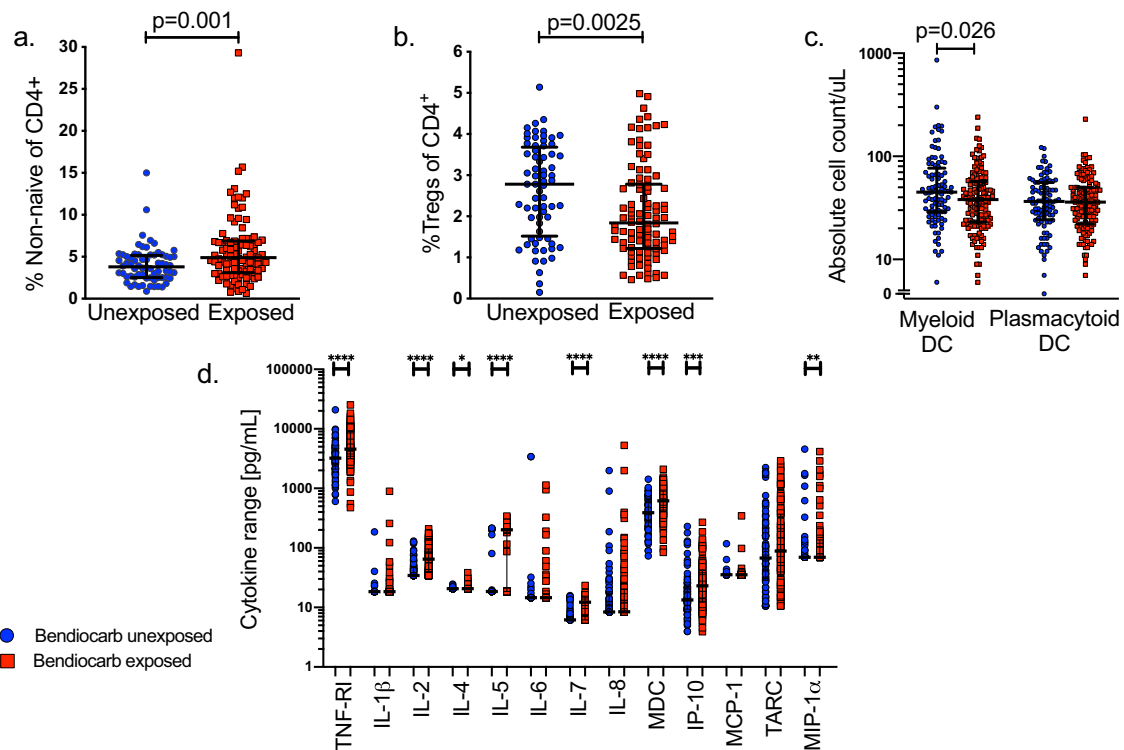 a.
p=0.001
% Non-naive of CD4+
30
25
20
15
10
5
0
Unexposed Exposed
b.
p=0.0025
%Tregs of CD4+
6
5
4
3
2
1
0
Unexposed Exposed
c.
p=0.026
Absolute cell count/uL
1000
100
10
0
0
Myeloid DC
Plasmacytoid DC
d.
**** **** * **** **** **** *** **
Cytokine range [pg/mL]
100000
10000
1000
100
10
1
TNF-RI
IL-1β
IL-2
IL-4
IL-5
IL-6
IL-7
IL-8
MDC
IP-10
MCP-1
TARC
MIP-1α
Bendiocarb unexposed
Bendiocarb exposed